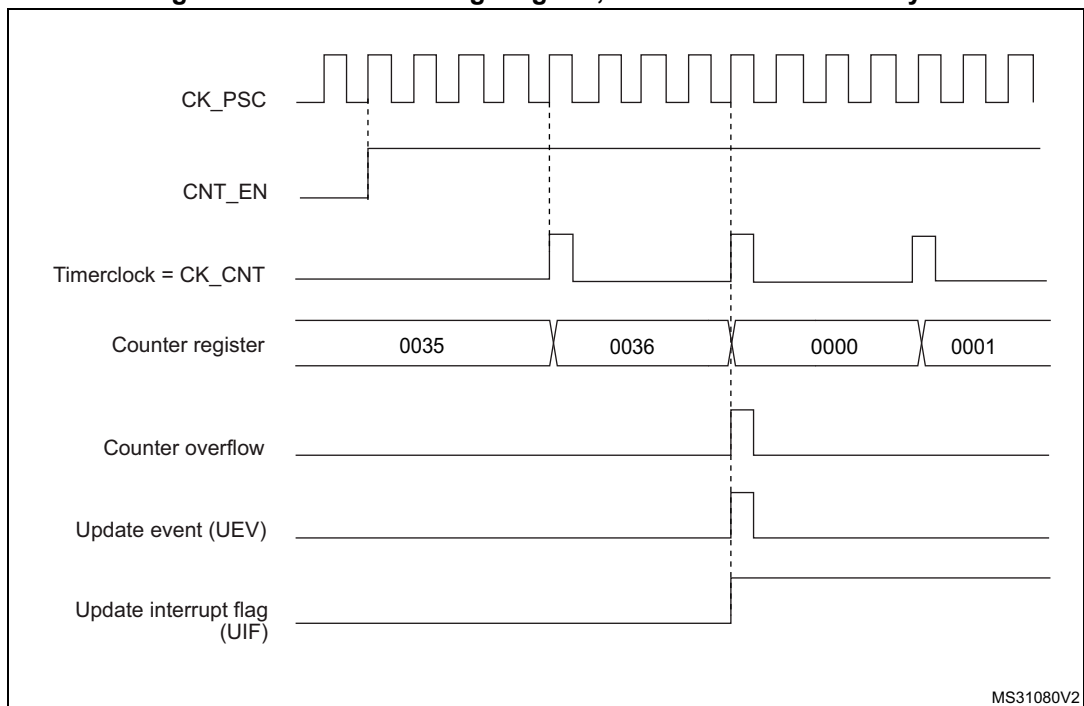 CK_PSC
CNT_EN
Timerclock = CK_CNT
Counter register
0035
0036
0000
0001
Counter overflow
Update event (UEV)
Update interrupt flag
(UIF)
MS31080V2